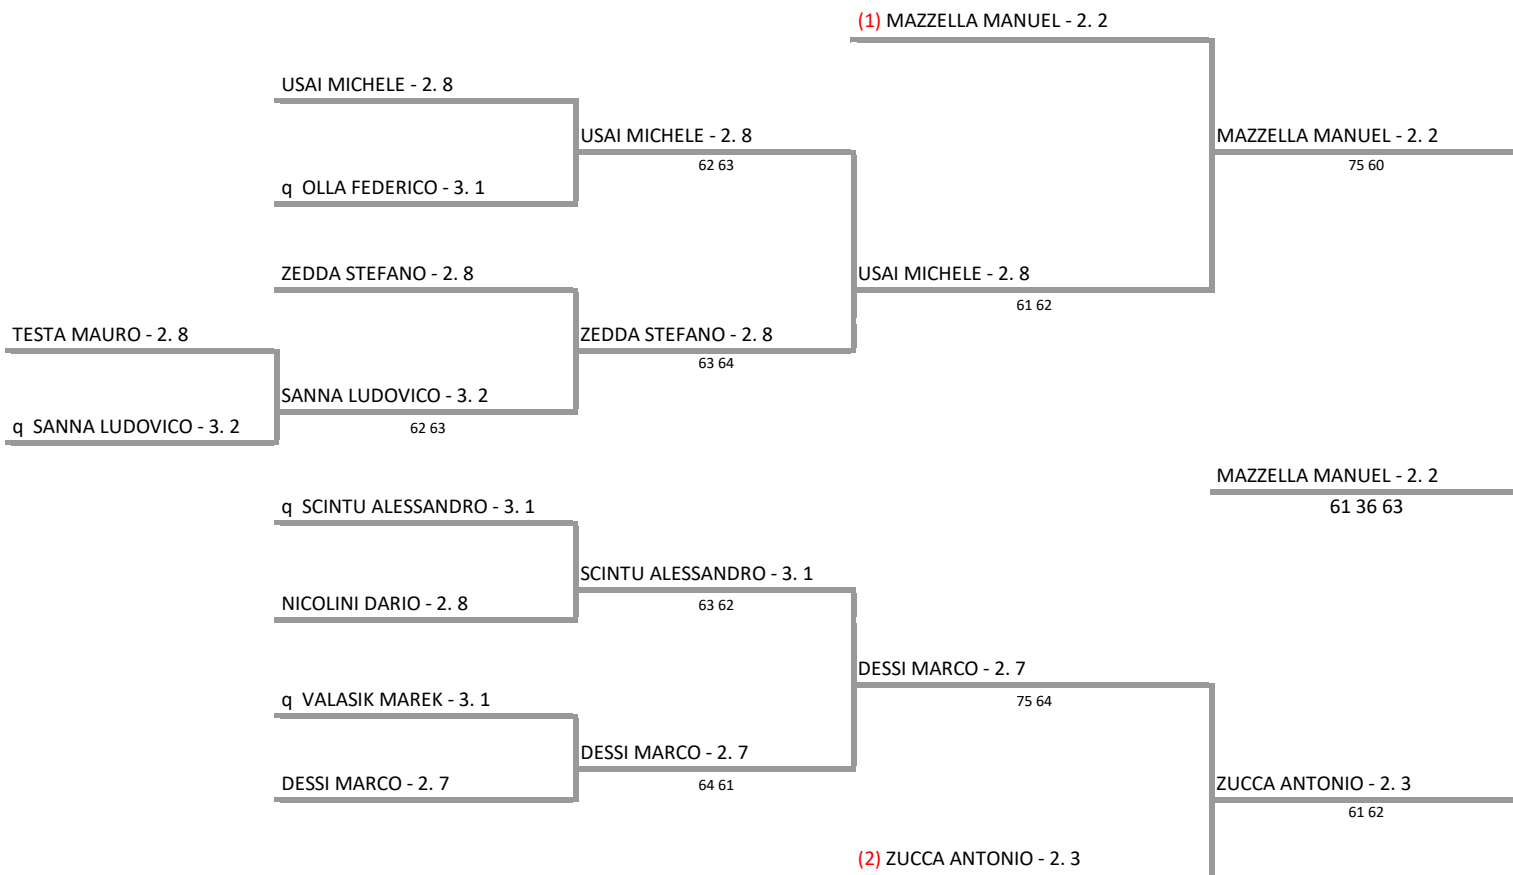 (1) MAZZELLA MANUEL - 2. 2
USAI MICHELE - 2. 8
USAI MICHELE - 2. 8
MAZZELLA MANUEL - 2. 2
62 63
75 60
q OLLA FEDERICO - 3. 1
ZEDDA STEFANO - 2. 8
USAI MICHELE - 2. 8
61 62
TESTA MAURO - 2. 8
ZEDDA STEFANO - 2. 8
63 64
SANNA LUDOVICO - 3. 2
q SANNA LUDOVICO - 3. 2
62 63
MAZZELLA MANUEL - 2. 2
q SCINTU ALESSANDRO - 3. 1
61 36 63
SCINTU ALESSANDRO - 3. 1
NICOLINI DARIO - 2. 8
63 62
DESSI MARCO - 2. 7
q VALASIK MAREK - 3. 1
75 64
DESSI MARCO - 2. 7
DESSI MARCO - 2. 7
64 61
ZUCCA ANTONIO - 2. 3
61 62
(2) ZUCCA ANTONIO - 2. 3